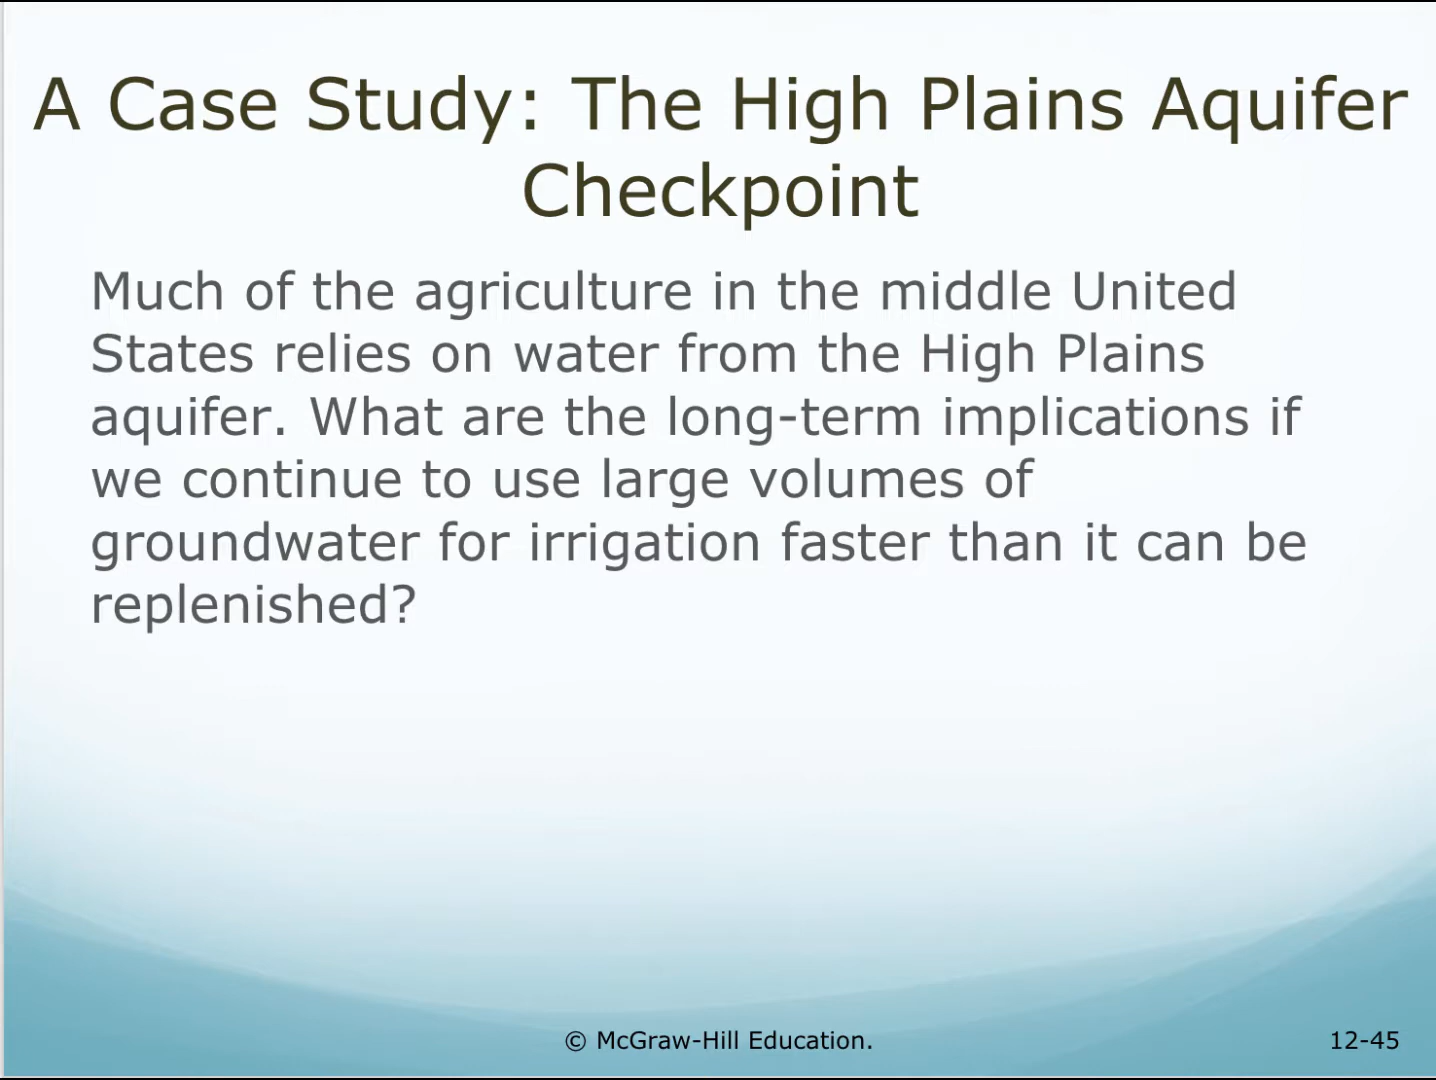 A Case Study: The High Plains Aquifer
Checkpoint
Much of the agriculture in the middle United
States relies on water from the High Plains
aquifer. What are the long-term implications if
we continue to use large volumes of
groundwater for irrigation faster than it can be
replenished?
© McGraw-Hill Education.
12-45